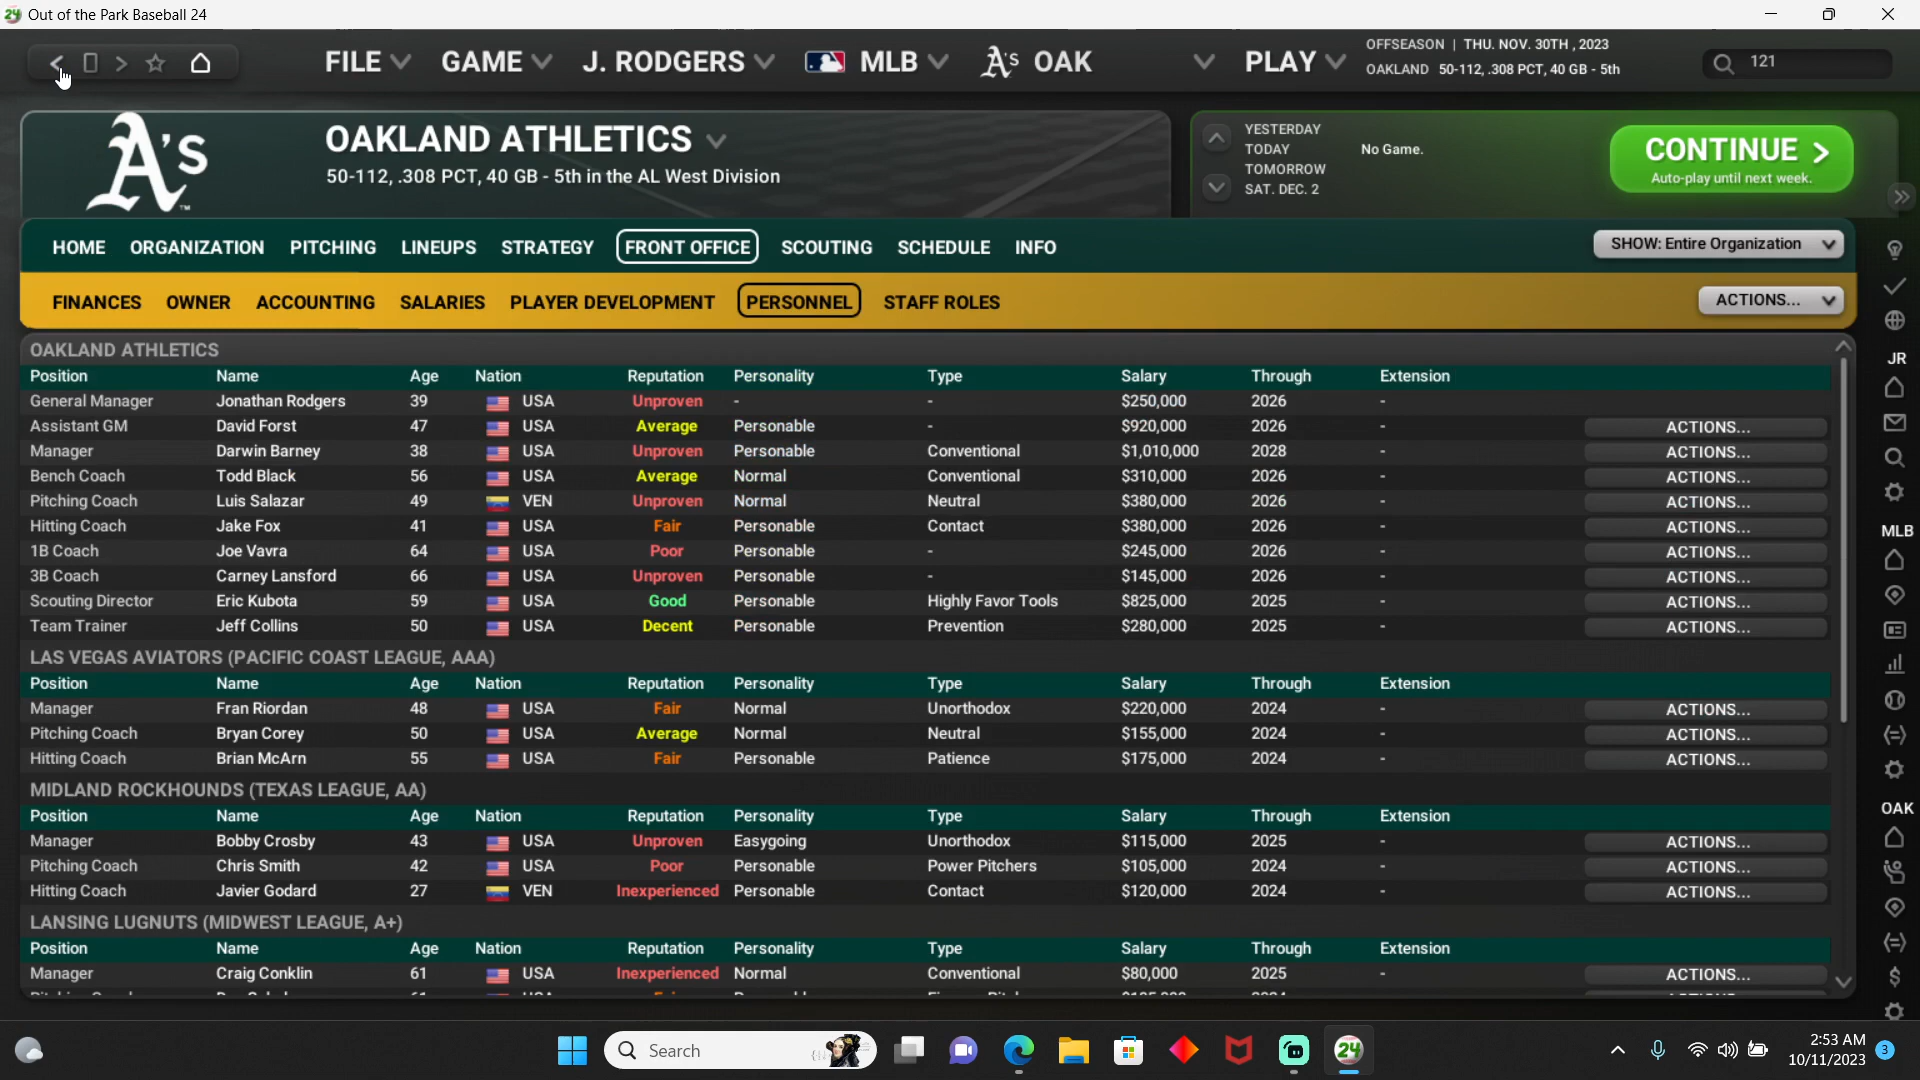 Out of the Park Baseball 24
FILE GAME J. RODGERS MLB A's OAK PLAY
OFFSEASON | THU. NOV. 30TH , 2023
OAKLAND 50-112, .308 PCT, 40 GB - 5th
121
A's
OAKLAND ATHLETICS
50-112, .308 PCT, 40 GB - 5th in the AL West Division
YESTERDAY
TODAY No Game.
TOMORROW
SAT. DEC. 2
CONTINUE >
Auto-play until next week.
HOME ORGANIZATION PITCHING LINEUPS STRATEGY FRONT OFFICE SCOUTING SCHEDULE INFO SHOW: Entire Organization
FINANCES OWNER ACCOUNTING SALARIES PLAYER DEVELOPMENT PERSONNEL STAFF ROLES ACTIONS...
OAKLAND ATHLETICS
Position Name Age Nation Reputation Personality Type Salary Through Extension
General Manager Jonathan Rodgers 39 USA Unproven - - $250,000 2026 -
Assistant GM David Forst 47 USA Average Personable - $920,000 2026 - ACTIONS...
Manager Darwin Barney 38 USA Unproven Personable Conventional $1,010,000 2028 - ACTIONS...
Bench Coach Todd Black 56 USA Average Normal Conventional $310,000 2026 - ACTIONS...
Pitching Coach Luis Salazar 49 VEN Unproven Normal Neutral $380,000 2026 - ACTIONS...
Hitting Coach Jake Fox 41 USA Fair Personable Contact $380,000 2026 - ACTIONS...
1B Coach Joe Vavra 64 USA Poor Personable - $245,000 2026 - ACTIONS...
3B Coach Carney Lansford 66 USA Unproven Personable - $145,000 2026 - ACTIONS...
Scouting Director Eric Kubota 59 USA Good Personable Highly Favor Tools $825,000 2025 - ACTIONS...
Team Trainer Jeff Collins 50 USA Decent Personable Prevention $280,000 2025 - ACTIONS...
LAS VEGAS AVIATORS (PACIFIC COAST LEAGUE, AAA)
Position Name Age Nation Reputation Personality Type Salary Through Extension
Manager Fran Riordan 48 USA Fair Normal Unorthodox $220,000 2024 - ACTIONS...
Pitching Coach Bryan Corey 50 USA Average Normal Neutral $155,000 2024 - ACTIONS...
Hitting Coach Brian McArn 55 USA Fair Personable Patience $175,000 2024 - ACTIONS...
MIDLAND ROCKHOUNDS (TEXAS LEAGUE, AA)
Position Name Age Nation Reputation Personality Type Salary Through Extension
Manager Bobby Crosby 43 USA Unproven Easygoing Unorthodox $115,000 2025 - ACTIONS...
Pitching Coach Chris Smith 42 USA Poor Personable Power Pitchers $105,000 2024 - ACTIONS...
Hitting Coach Javier Godard 27 VEN Inexperienced Personable Contact $120,000 2024 - ACTIONS...
LANSING LUGNUTS (MIDWEST LEAGUE, A+)
Position Name Age Nation Reputation Personality Type Salary Through Extension
Manager Craig Conklin 61 USA Inexperienced Normal Conventional $80,000 2025 - ACTIONS...
JR
MLB
OAK
Search
24
2:53 AM
10/11/2023
3